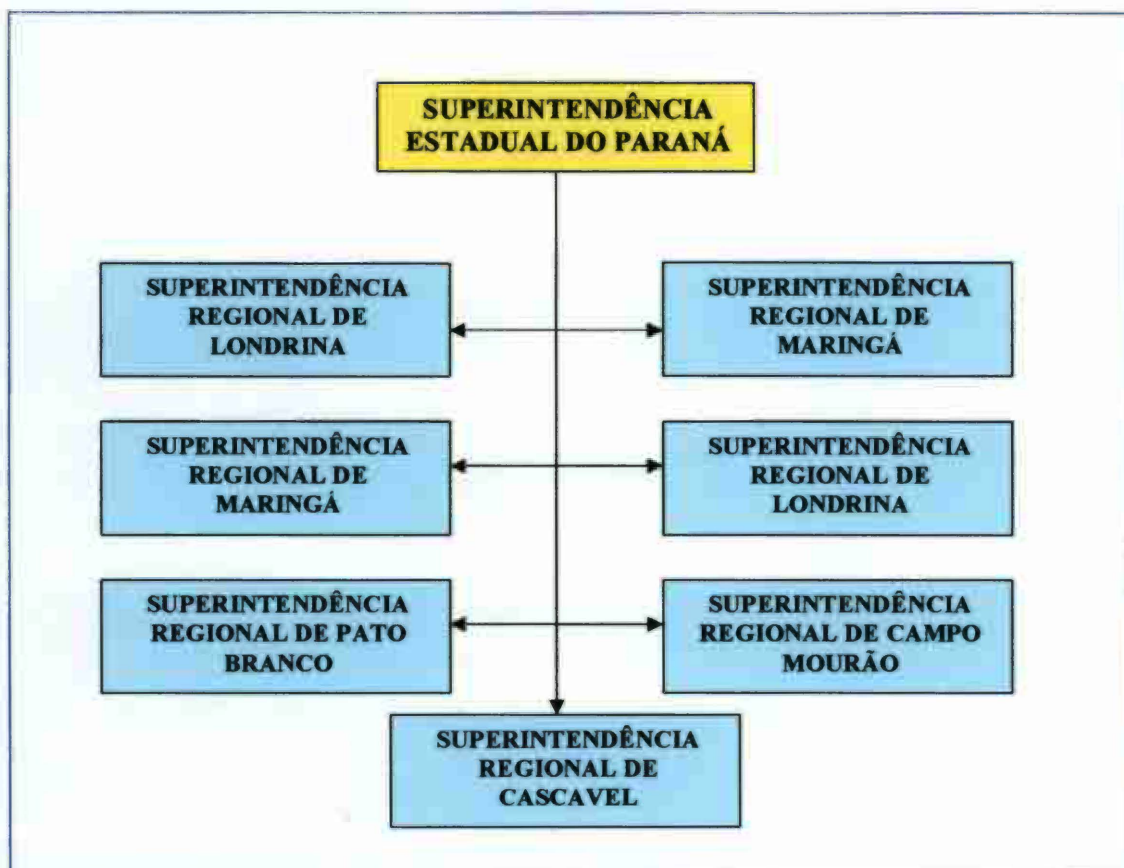 SUPERINTENDÊNCIA
ESTADUAL DO PARANÁ
SUPERINTENDÊNCIA
REGIONAL DE
LONDRINA
SUPERINTENDÊNCIA
REGIONAL DE
MARINGÁ
SUPERINTENDÊNCIA
REGIONAL DE
MARINGÁ
SUPERINTENDÊNCIA
REGIONAL DE
LONDRINA
SUPERINTENDÊNCIA
REGIONAL DE PATO
BRANCO
SUPERINTENDÊNCIA
REGIONAL DE CAMPO
MOURÃO
SUPERINTENDÊNCIA
REGIONAL DE
CASCAVEL